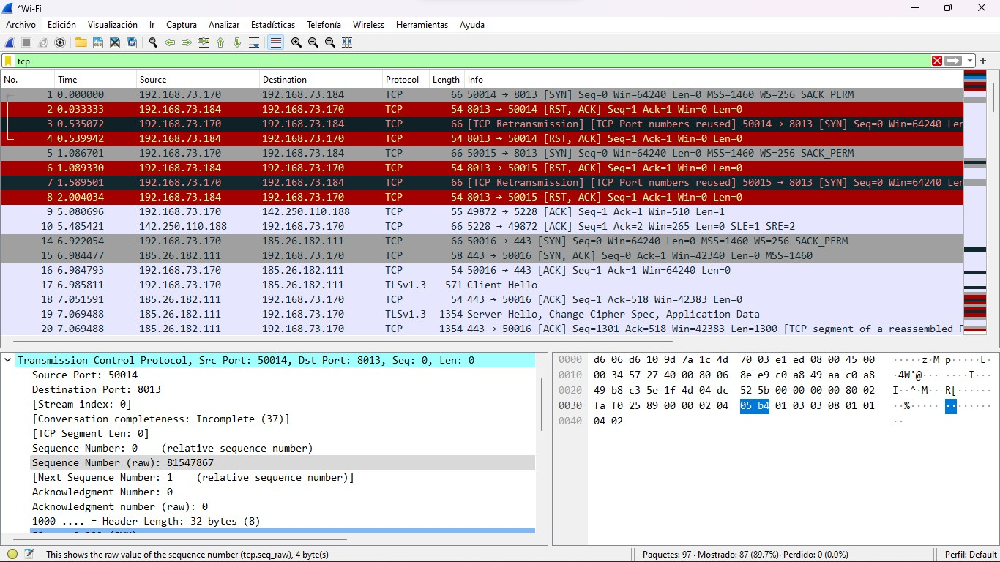 *Wi-Fi
Archivo Edición Visualización Ir Captura Analizar Estadísticas Telefonía Wireless Herramientas Ayuda
tcp
No. Time Source Destination Protocol Length Info
1 0.000000 192.168.73.170 192.168.73.184 TCP 66 50014 → 8013 [SYN] Seq=0 Win=64240 Len=0 MSS=1460 WS=256 SACK_PERM
2 0.033333 192.168.73.184 192.168.73.170 TCP 54 8013 → 50014 [RST, ACK] Seq=1 Ack=1 Win=0 Len=0
3 0.535072 192.168.73.170 192.168.73.184 TCP 66 [TCP Retransmission] [TCP Port numbers reused] 50014 → 8013 [SYN] Seq=0 Win=64240 Len
4 0.539942 192.168.73.184 192.168.73.170 TCP 54 8013 → 50014 [RST, ACK] Seq=1 Ack=1 Win=0 Len=0
5 1.086701 192.168.73.170 192.168.73.184 TCP 66 50015 → 8013 [SYN] Seq=0 Win=64240 Len=0 MSS=1460 WS=256 SACK_PERM
6 1.089330 192.168.73.184 192.168.73.170 TCP 54 8013 → 50015 [RST, ACK] Seq=1 Ack=1 Win=0 Len=0
7 1.589501 192.168.73.170 192.168.73.184 TCP 66 [TCP Retransmission] [TCP Port numbers reused] 50015 → 8013 [SYN] Seq=0 Win=64240 Len
8 2.004034 192.168.73.184 192.168.73.170 TCP 54 8013 → 50015 [RST, ACK] Seq=1 Ack=1 Win=0 Len=0
9 5.080696 192.168.73.170 142.250.110.188 TCP 55 49872 → 5228 [ACK] Seq=1 Ack=1 Win=510 Len=1
10 5.485421 142.250.110.188 192.168.73.170 TCP 66 5228 → 49872 [ACK] Seq=1 Ack=2 Win=265 Len=0 SLE=1 SRE=2
14 6.922054 192.168.73.170 185.26.182.111 TCP 66 50016 → 443 [SYN] Seq=0 Win=64240 Len=0 MSS=1460 WS=256 SACK_PERM
15 6.984477 185.26.182.111 192.168.73.170 TCP 58 443 → 50016 [SYN, ACK] Seq=0 Ack=1 Win=42340 Len=0 MSS=1460
16 6.984793 192.168.73.170 185.26.182.111 TCP 54 50016 → 443 [ACK] Seq=1 Ack=1 Win=64240 Len=0
17 6.985811 192.168.73.170 185.26.182.111 TLSv1.3 571 Client Hello
18 7.051591 185.26.182.111 192.168.73.170 TCP 54 443 → 50016 [ACK] Seq=1 Ack=518 Win=42383 Len=0
19 7.069488 185.26.182.111 192.168.73.170 TLSv1.3 1354 Server Hello, Change Cipher Spec, Application Data
20 7.069488 185.26.182.111 192.168.73.170 TCP 1354 443 → 50016 [ACK] Seq=1301 Ack=518 Win=42383 Len=1300 [TCP segment of a reassembled P
Transmission Control Protocol, Src Port: 50014, Dst Port: 8013, Seq: 0, Len: 0
Source Port: 50014
Destination Port: 8013
[Stream index: 0]
[Conversation completeness: Incomplete (37)]
[TCP Segment Len: 0]
Sequence Number: 0 (relative sequence number)
Sequence Number (raw): 81547867
[Next Sequence Number: 1 (relative sequence number)]
Acknowledgment Number: 0
Acknowledgment number (raw): 0
1000 .... = Header Length: 32 bytes (8)
0000 d6 06 d6 10 9d 7a 1c 4d 70 03 e1 ed 08 00 45 00 ·····z·M p·····E·
0010 00 34 57 27 40 00 80 06 8e e9 c0 a8 49 aa c0 a8 ·4W'@··· ····I···
0020 49 b8 c3 5e 1f 4d 04 dc 52 5b 00 00 00 00 80 02 I··^·M·· R[······
0030 fa f0 25 89 00 00 02 04 05 b4 01 03 03 08 01 01 ··%····· ········
0040 04 02 ··
This shows the raw value of the sequence number (tcp.seq_raw), 4 byte(s)
Paquetes: 97 · Mostrado: 87 (89.7%)· Perdido: 0 (0.0%)
Perfil: Default